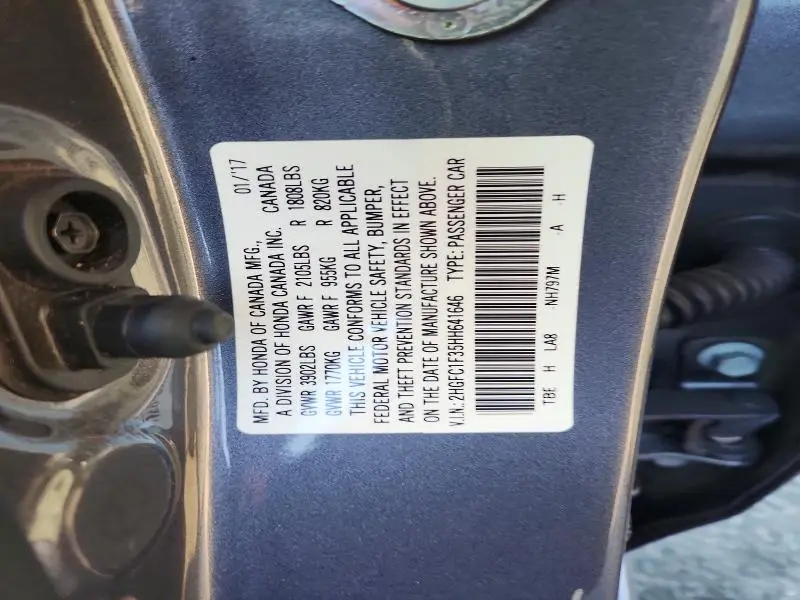 MFD. BY HONDA OF CANADA MFG., 01/'17
A DIVISION OF HONDA CANADA INC. CANADA
GVWR 3902LBS GAWR F 2105LBS R 1808LBS
GVWR 1770KG GAWR F 955KG R 820KG
THIS VEHICLE CONFORMS TO ALL APPLICABLE
FEDERAL MOTOR VEHICLE SAFETY, BUMPER,
AND THEFT PREVENTION STANDARDS IN EFFECT
ON THE DATE OF MANUFACTURE SHOWN ABOVE.
V.I.N.: 2HGFC1F35HH641646 TYPE: PASSENGER CAR
TBE H LA8 -NH797M -A -H